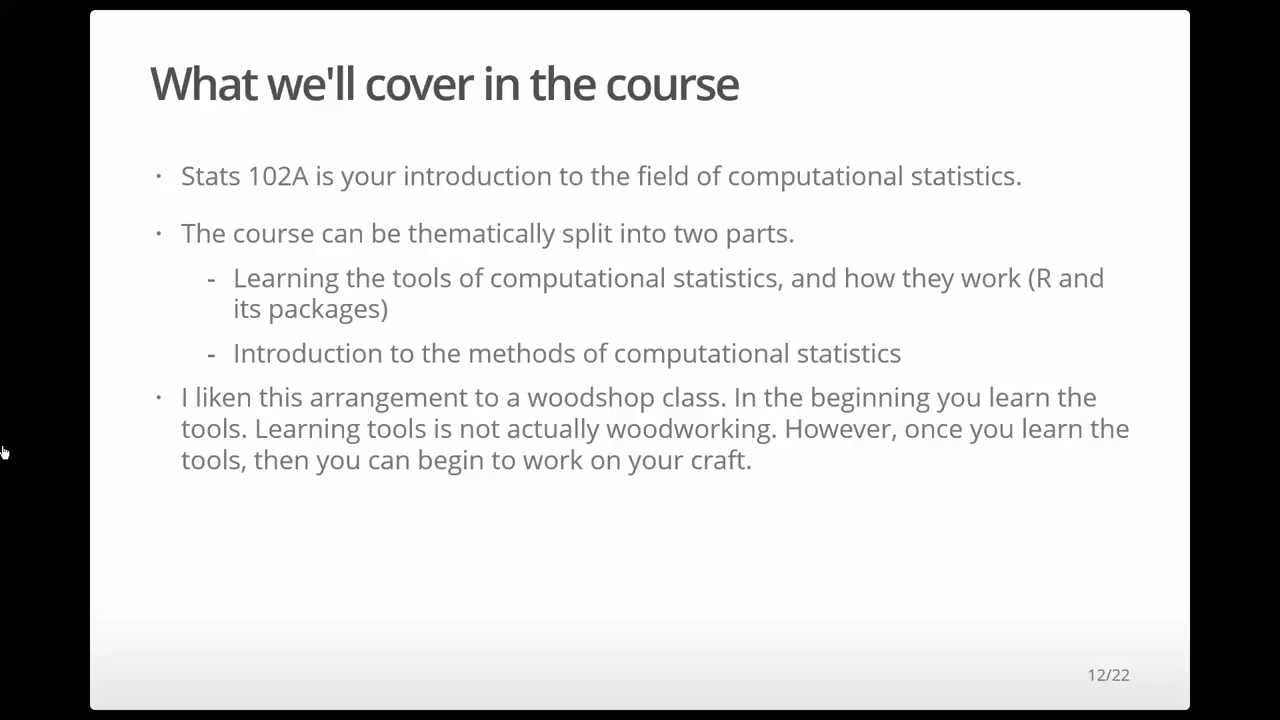 What we'll cover in the course
· Stats 102A is your introduction to the field of computational statistics.
· The course can be thematically split into two parts.
- Learning the tools of computational statistics, and how they work (R and
its packages)
- Introduction to the methods of computational statistics
· I liken this arrangement to a woodshop class. In the beginning you learn the
tools. Learning tools is not actually woodworking. However, once you learn the
tools, then you can begin to work on your craft.
12/22